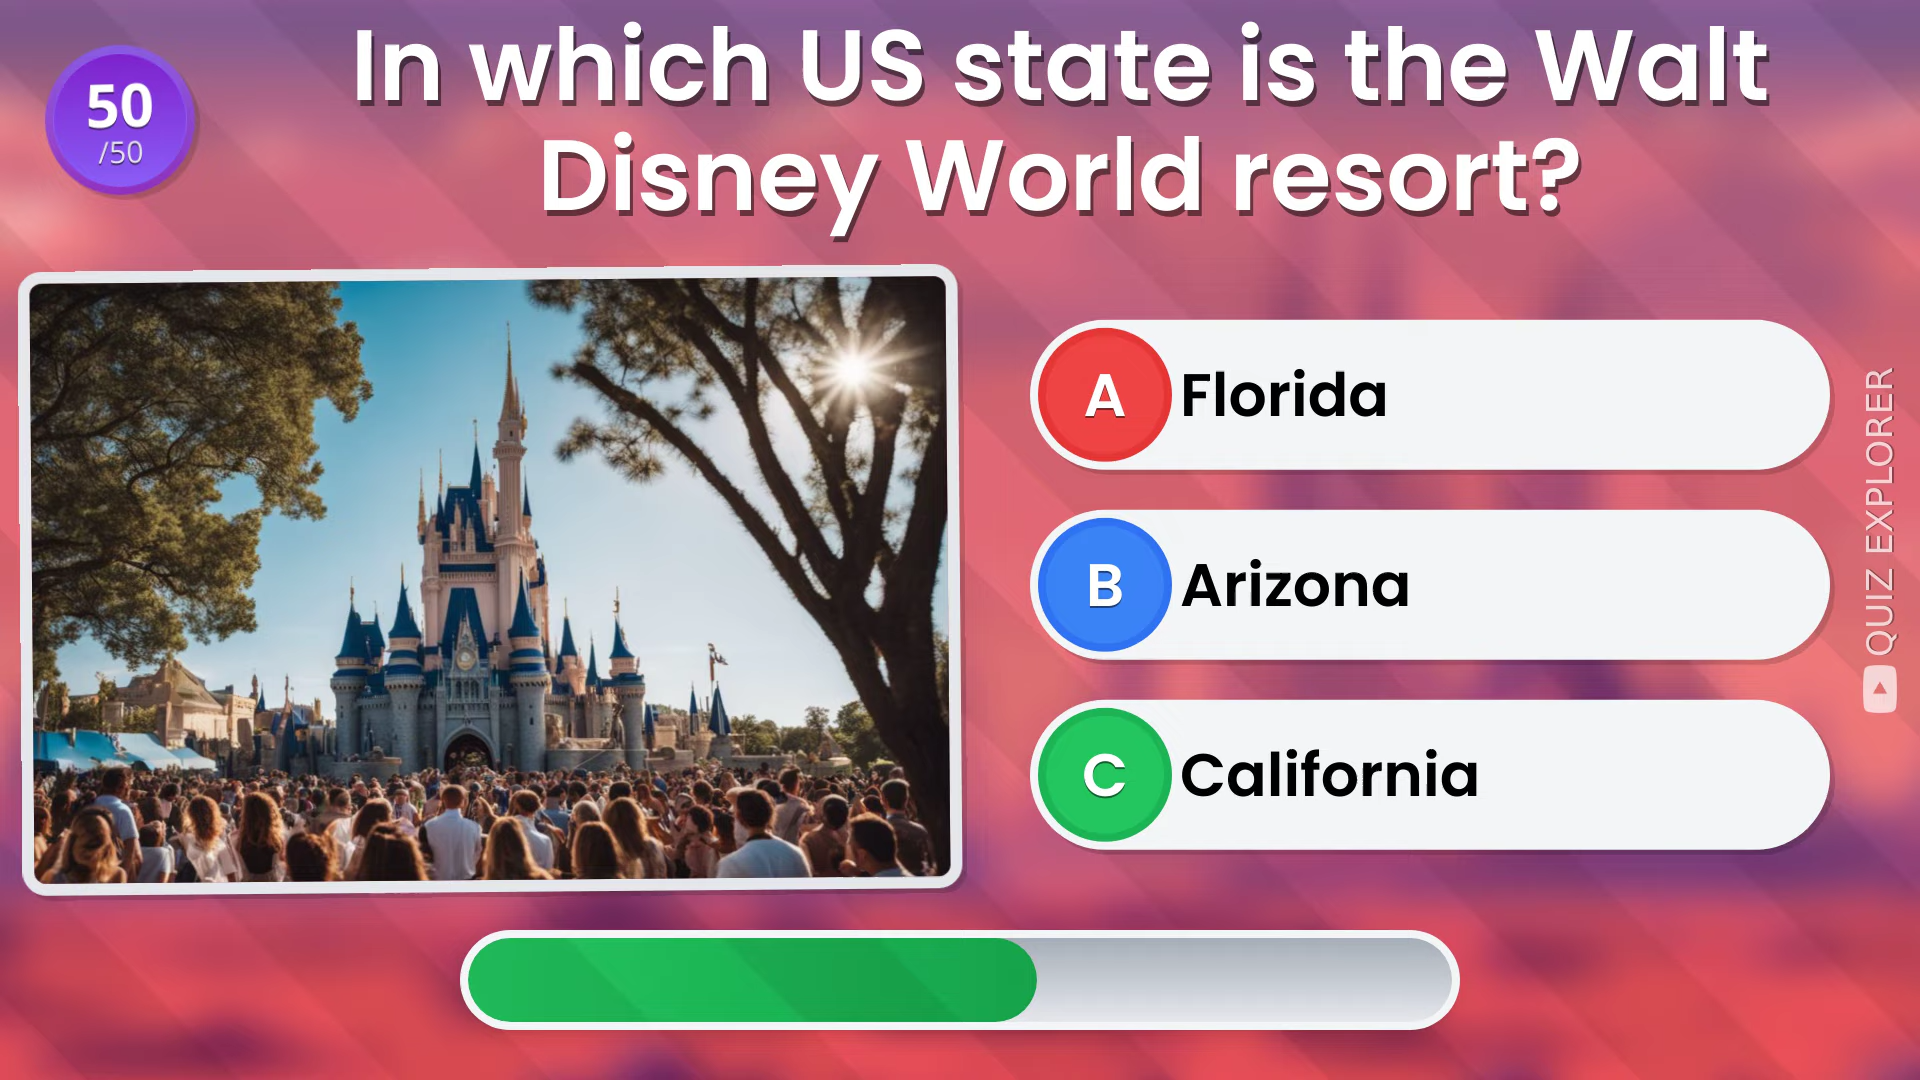 50
/50
In which US state is the Walt
Disney World resort?
A Florida
B Arizona
C California
QUIZ EXPLORER